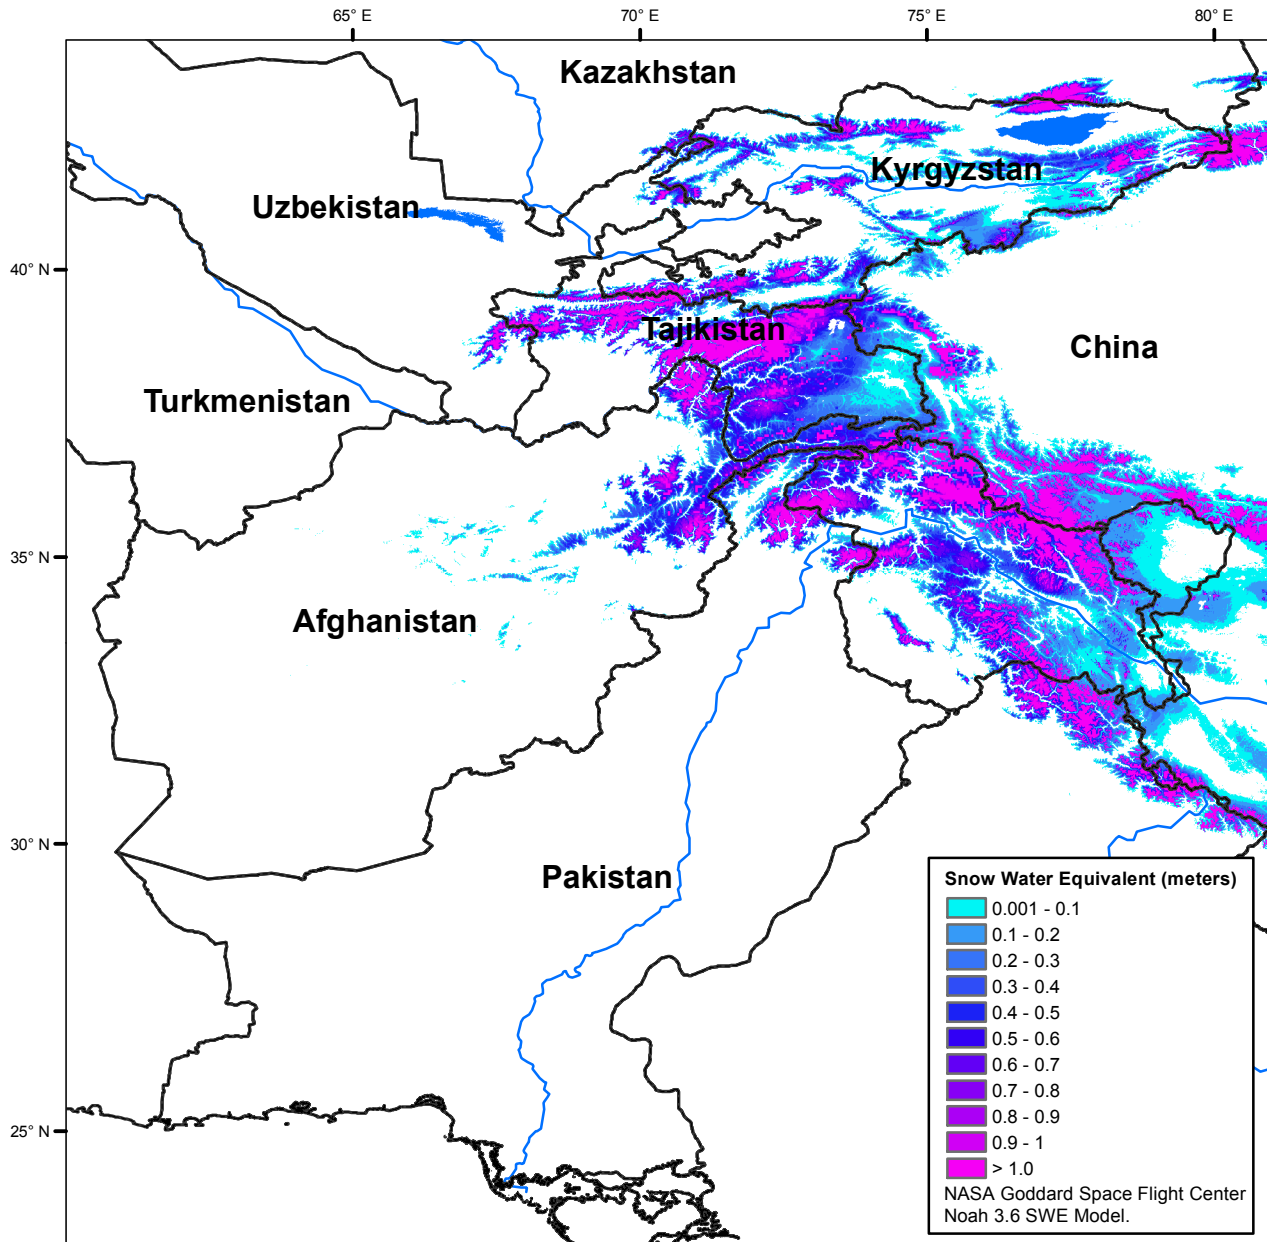 65° E
70° E
75° E
80° E
Kazakhstan
Kyrgyzstan
Uzbekistan
40° N
Tajikistan
China
Turkmenistan
35° N
Afghanistan
30° N
Pakistan
25° N
Snow Water Equivalent (meters)
0.001 - 0.1
0.1 - 0.2
0.2 - 0.3
0.3 - 0.4
0.4 - 0.5
0.5 - 0.6
0.6 - 0.7
0.7 - 0.8
0.8 - 0.9
0.9 - 1
> 1.0
NASA Goddard Space Flight Center
Noah 3.6 SWE Model.